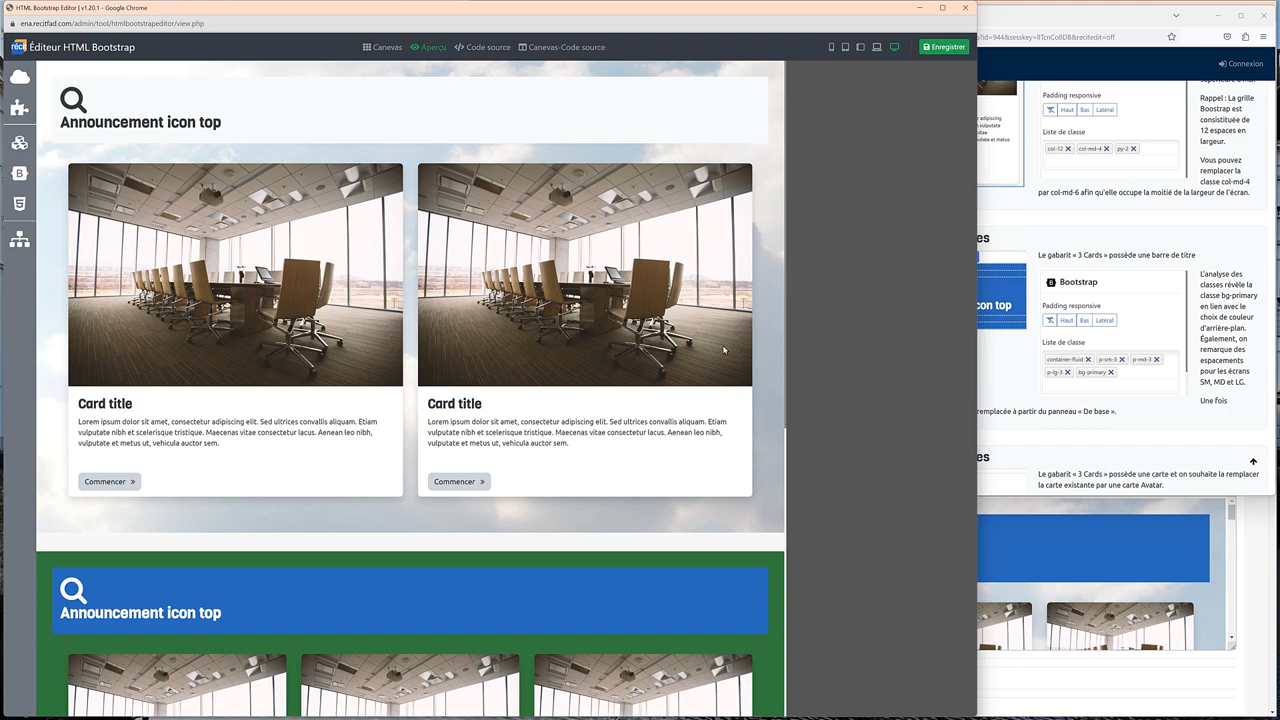 HTML Bootstrap Editor | v1.20.1 - Google Chrome
ena.recitfad.com/admin/tool/htmlbootstrapeditor/view.php
Éditeur HTML Bootstrap
Canevas
Aperçu
Code source
Canevas-Code source
Enregistrer
Announcement icon top
Card title
Lorem ipsum dolor sit amet, consectetur adipiscing elit. Sed ultrices convallis aliquam. Etiam
vulputate et metus ut, vehicula auctor sem. Maecenas vitae consectetur lacus. Aenean leo nibh,
vulputate et metus ut, vehicula auctor sem.
Commencer »
Card title
Lorem ipsum dolor sit amet, consectetur adipiscing elit. Sed ultrices convallis aliquam. Etiam
vulputate et scelerisque tristique. Maecenas vitae consectetur lacus. Aenean leo nibh,
vulputate et metus ut, vehicula auctor sem.
Commencer »
Announcement icon top
Connexion
Padding responsive
Haut
Bas
Latéral
Liste de classe
col-12
col-md-4
py-2
Rappel : La grille
Boostrap est
consistituée de
12 espaces en
largeur.
Vous pouvez
remplacer la
classe col-md-4
par col-md-6 afin qu'elle occupe la moitié de la largeur de l'écran.
es
Le gabarit « 3 Cards » possède une barre de titre
con top
Bootstrap
Padding responsive
Haut
Bas
Latéral
Liste de classe
container-fluid
p-sm-3
p-md-3
p-lg-3
bg-primary
L'analyse des
classes révèle la
classe bg-primary
en lien avec le
choix de couleur
d'arrière-plan.
Également, on
remarque des
espacements
pour les écrans
SM, MD et LG.
Une fois
emplacée à partir du panneau « De base ».
es
Le gabarit « 3 Cards » possède une carte et on souhaite la remplacer
la carte existante par une carte Avatar.